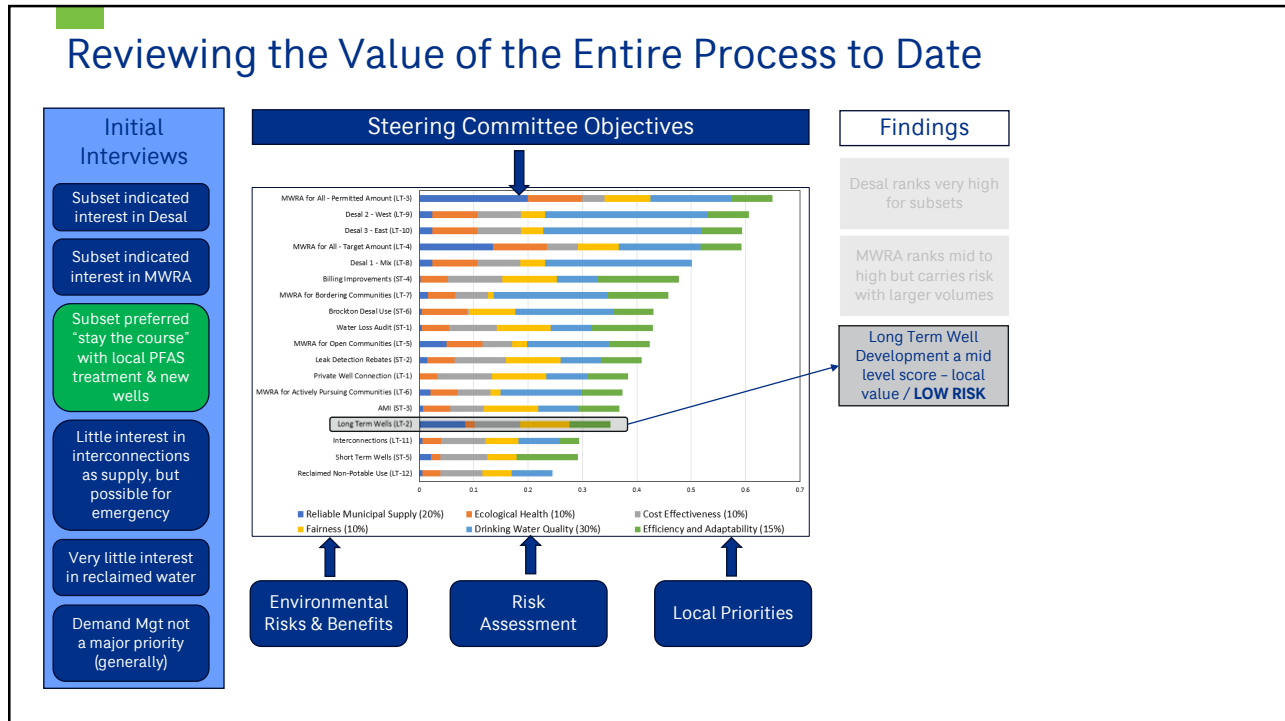 Reviewing the Value of the Entire Process to Date
Initial
Interviews
Subset indicated
interest in Desal
Subset indicated
interest in MWRA
Subset preferred
“stay the course”
with local PFAS
treatment & new
wells
Little interest in
interconnections
as supply, but
possible for
emergency
Very little interest
in reclaimed water
Demand Mgt not
a major priority
(generally)
Steering Committee Objectives
MWRA for All - Permitted Amount (LT-3)
Desal 2 - West (LT-9)
Desal 3 - East (LT-10)
MWRA for All - Target Amount (LT-4)
Desal 1 - Mix (LT-8)
Billing Improvements (ST-4)
MWRA for Bordering Communities (LT-7)
Brockton Desal Use (ST-6)
Water Loss Audit (ST-1)
MWRA for Open Communities (LT-5)
Leak Detection Rebates (ST-2)
Private Well Connection (LT-1)
MWRA for Actively Pursuing Communities (LT-6)
AMI (ST-3)
Long Term Wells (LT-2)
Interconnections (LT-11)
Short Term Wells (ST-5)
Reclaimed Non-Potable Use (LT-12)
0 0.1 0.2 0.3 0.4 0.5 0.6 0.7
Reliable Municipal Supply (20%) Ecological Health (10%) Cost Effectiveness (10%)
Fairness (10%) Drinking Water Quality (30%) Efficiency and Adaptability (15%)
Environmental
Risks & Benefits
Risk
Assessment
Local Priorities
Findings
Desal ranks very high
for subsets
MWRA ranks mid to
high but carries risk
with larger volumes
Long Term Well
Development a mid
level score – local
value / LOW RISK